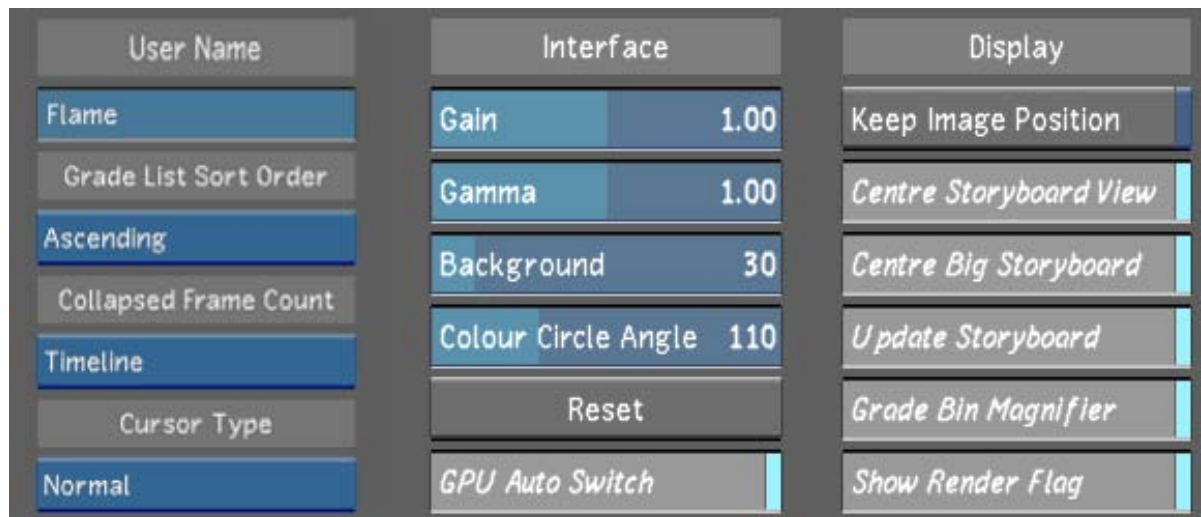 User Name
Flame
Grade List Sort Order
Ascending
Collapsed Frame Count
Timeline
Cursor Type
Normal
Interface
Gain 1.00
Gamma 1.00
Background 30
Colour Circle Angle 110
Reset
GPU Auto Switch
Display
Keep Image Position
Centre Storyboard View
Centre Big Storyboard
Update Storyboard
Grade Bin Magnifier
Show Render Flag